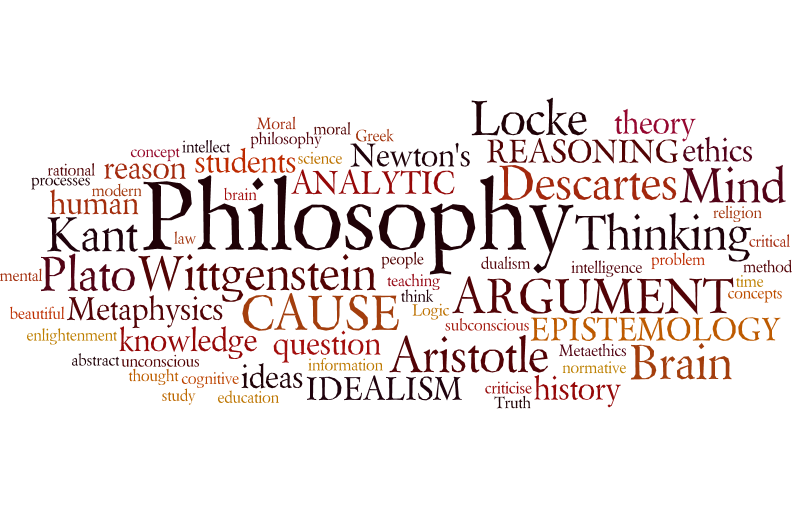 Locke theory
Moral
philosophy moral Greek
concept intellect science Newton's REASONING ethics
rational reason students
processes modern brain ANALYTIC Descartes Mind
human Philosophy religion
Kant law Thinking critical
people dualism intelligence problem method
mental Plato Wittgenstein teaching time
think ARGUMENT concepts
beautiful Metaphysics CAUSE Logic
enlightenment knowledge question subconscious EPISTEMOLOGY
abstract unconscious information Aristotle Metaethics Brain
thought cognitive ideas IDEALISM normative
study education criticise history
Truth